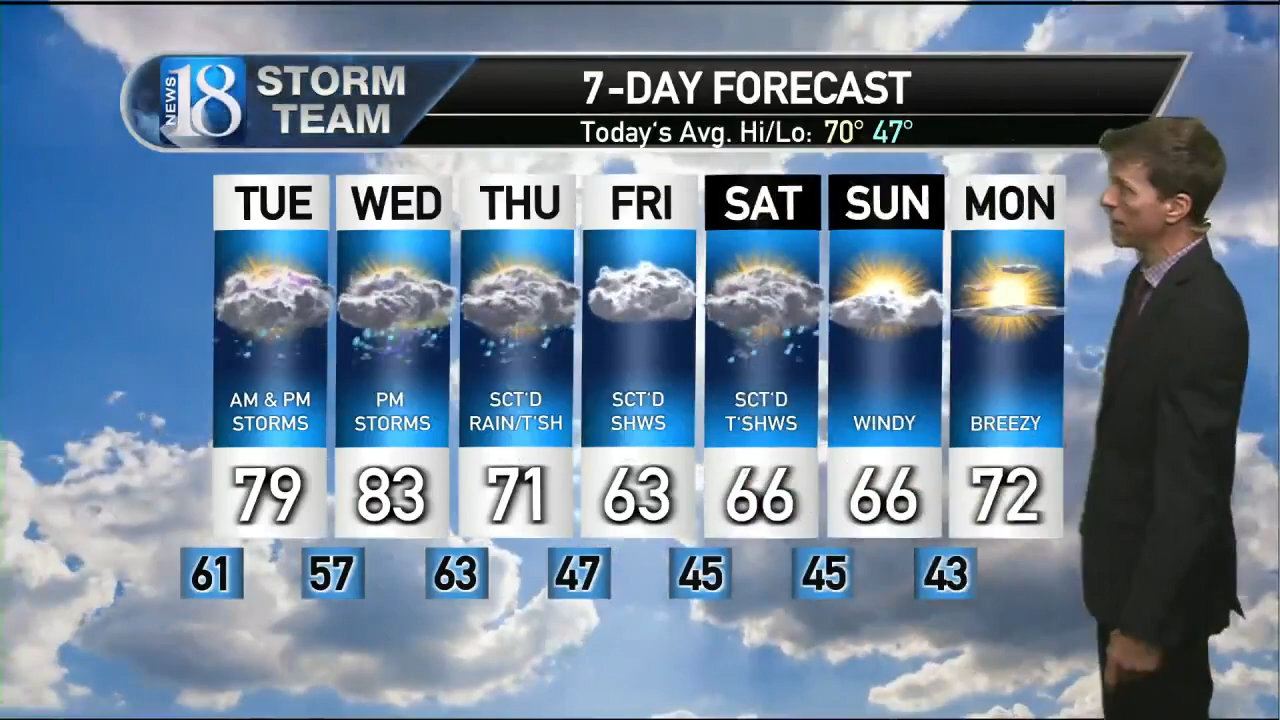 NEWS 18
STORM
TEAM
7-DAY FORECAST
Today's Avg. Hi/Lo: 70° 47°
TUE WED THU FRI SAT SUN MON
AM & PM
STORMS
PM
STORMS
SCT'D
RAIN/T'SH
SCT'D
SHWS
SCT'D
T'SHWS
WINDY
BREEZY
79 83 71 63 66 66 72
61 57 63 47 45 45 43